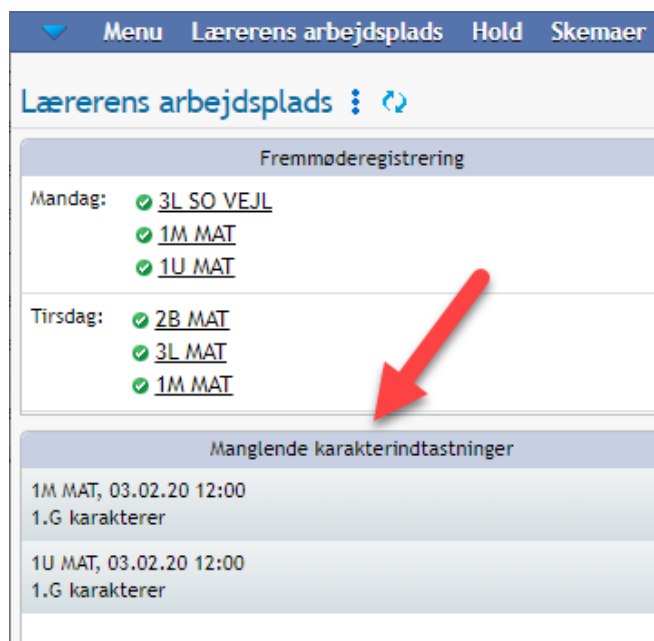 Menu Lærerens arbejdsplads Hold Skemaer
Lærerens arbejdsplads
Fremmøderegistrering
Mandag: 3L SO VEJL
1M MAT
1U MAT
Tirsdag: 2B MAT
3L MAT
1M MAT
Manglende karakterindtastninger
1M MAT, 03.02.20 12:00
1.G karakterer
1U MAT, 03.02.20 12:00
1.G karakterer